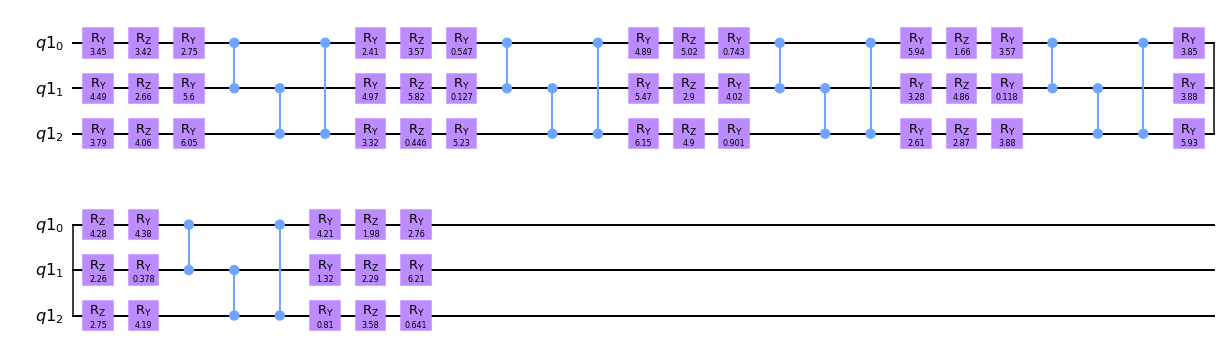 q1₀ R_Y 3.45 R_Z 3.42 R_Y 2.75 R_Y 2.41 R_Z 3.57 R_Y 0.547 R_Y 4.89 R_Z 5.02 R_Y 0.743 R_Y 5.94 R_Z 1.66 R_Y 3.57 R_Y 3.85
q1₁ R_Y 4.49 R_Z 2.66 R_Y 5.6 R_Y 4.97 R_Z 5.82 R_Y 0.127 R_Y 5.47 R_Z 2.9 R_Y 4.02 R_Y 3.28 R_Z 4.86 R_Y 0.118 R_Y 3.88
q1₂ R_Y 3.79 R_Z 4.06 R_Y 6.05 R_Y 3.32 R_Z 0.446 R_Y 5.23 R_Y 6.15 R_Z 4.9 R_Y 0.901 R_Y 2.61 R_Z 2.87 R_Y 3.88 R_Y 5.93
q1₀ R_Z 4.28 R_Y 4.38 R_Y 4.21 R_Z 1.98 R_Y 2.76
q1₁ R_Z 2.26 R_Y 0.378 R_Y 1.32 R_Z 2.29 R_Y 6.21
q1₂ R_Z 2.75 R_Y 4.19 R_Y 0.81 R_Z 3.58 R_Y 0.641